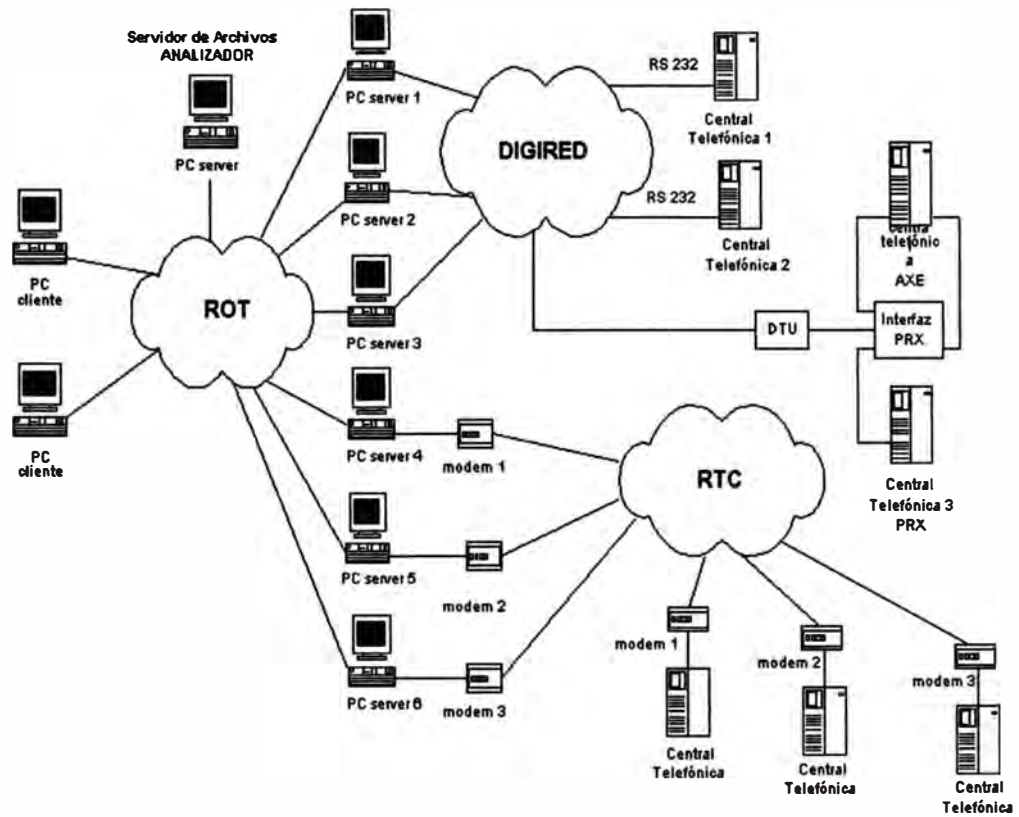 Servidor de Archivos
ANALIZADOR
PC server
PC server 1
PC server 2
PC server 3
PC server 4
PC server 5
PC server 6
PC
cliente
PC
cliente
ROT
DIGIRED
RS 232
RS 232
Central
Telefónica 1
Central
Telefónica 2
central
telefónic
a
AXE
DTU
Interfaz
PRX
Central
Telefónica 3
PRX
modem 1
modem 2
modem 3
RTC
modem 1
modem 2
modem 3
Central
Telefónica
Central
Telefónica
Central
Telefónica